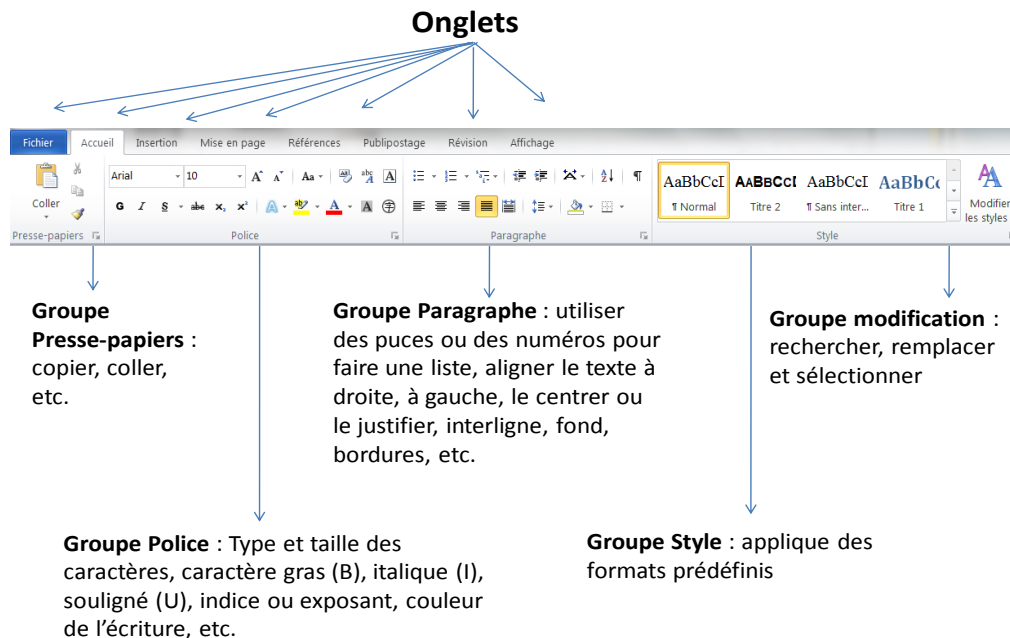 Onglets
Fichier Accueil Insertion Mise en page Références Publipostage Révision Affichage
Coller
Arial 10
Aa
G I S abc x₂ x² A ab A A
AaBbCcI AaBbCcI AaBbCcI AaBbCc
¶ Normal Titre 2 ¶ Sans inter... Titre 1
Modifier
les styles
Presse-papiers Police Paragraphe Style
Groupe
Presse-papiers :
copier, coller,
etc.
Groupe Paragraphe : utiliser
des puces ou des numéros pour
faire une liste, aligner le texte à
droite, à gauche, le centrer ou
le justifier, interligne, fond,
bordures, etc.
Groupe modification :
rechercher, remplacer
et sélectionner
Groupe Police : Type et taille des
caractères, caractère gras (B), italique (I),
souligné (U), indice ou exposant, couleur
de l'écriture, etc.
Groupe Style : applique des
formats prédéfinis